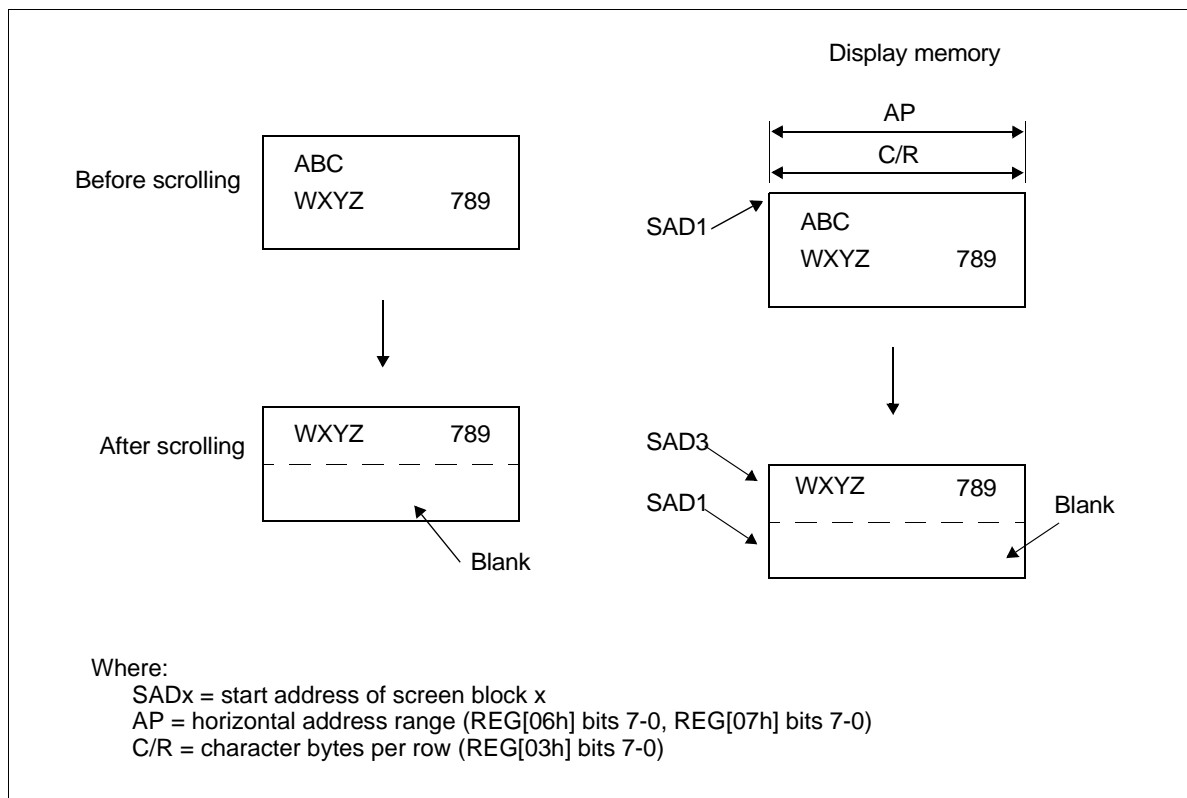 Display memory
AP
C/R
Before scrolling
ABC
WXYZ 789
SAD1
ABC
WXYZ 789
After scrolling
WXYZ 789
Blank
SAD3
SAD1
WXYZ 789
Blank
Where:
SADx = start address of screen block x
AP = horizontal address range (REG[06h] bits 7-0, REG[07h] bits 7-0)
C/R = character bytes per row (REG[03h] bits 7-0)